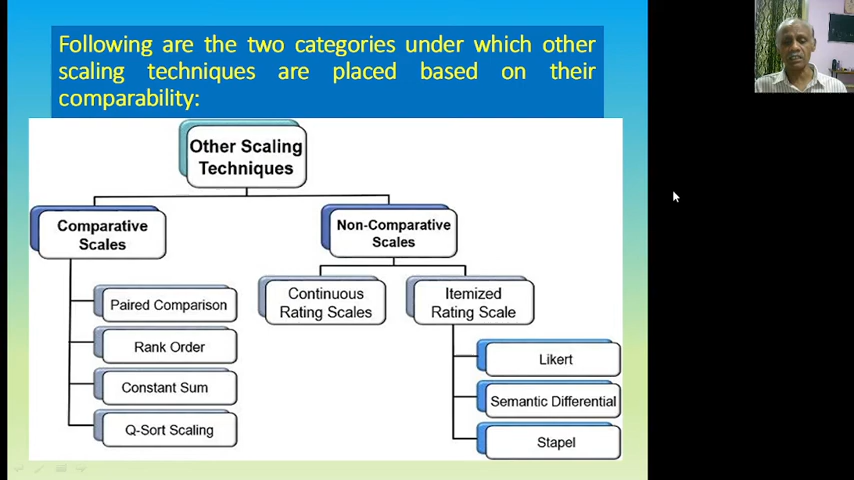 Following are the two categories under which other
scaling techniques are placed based on their
comparability:
Other Scaling
Techniques
Comparative
Scales
Non-Comparative
Scales
Paired Comparison
Rank Order
Constant Sum
Q-Sort Scaling
Continuous
Rating Scales
Itemized
Rating Scale
Likert
Semantic Differential
Stapel